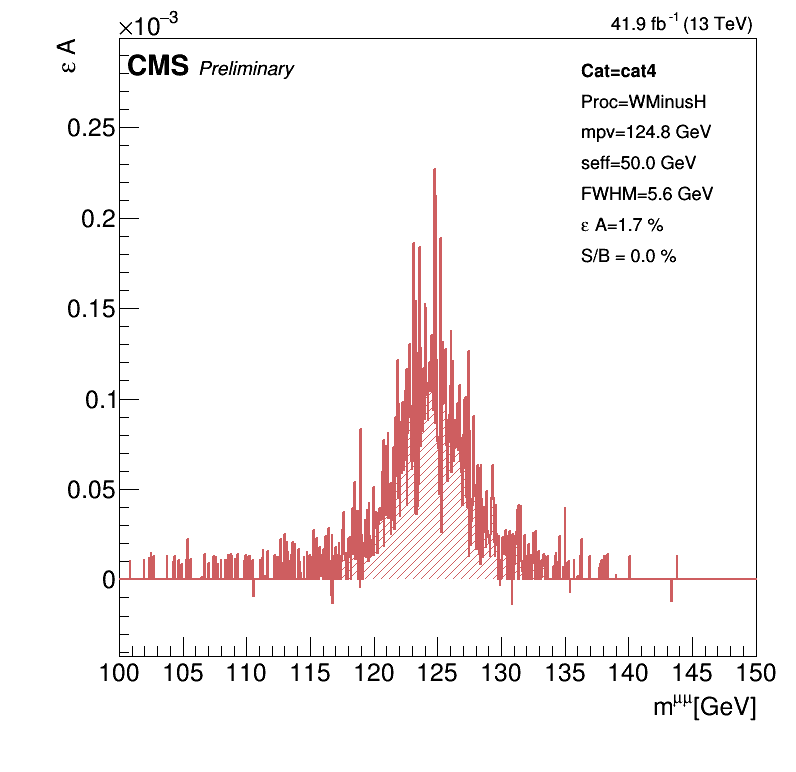 ×10⁻³
41.9 fb⁻¹ (13 TeV)
ε A
CMS Preliminary
Cat=cat4
Proc=WMinusH
mpv=124.8 GeV
seff=50.0 GeV
FWHM=5.6 GeV
ε A=1.7 %
S/B = 0.0 %
0.25
0.2
0.15
0.1
0.05
0
100 105 110 115 120 125 130 135 140 145 150
m^μμ[GeV]